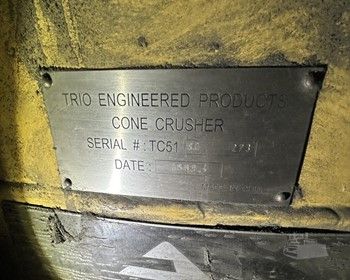 TRIO ENGINEERED PRODUCTS
CONE CRUSHER
SERIAL #: TC51
DATE: